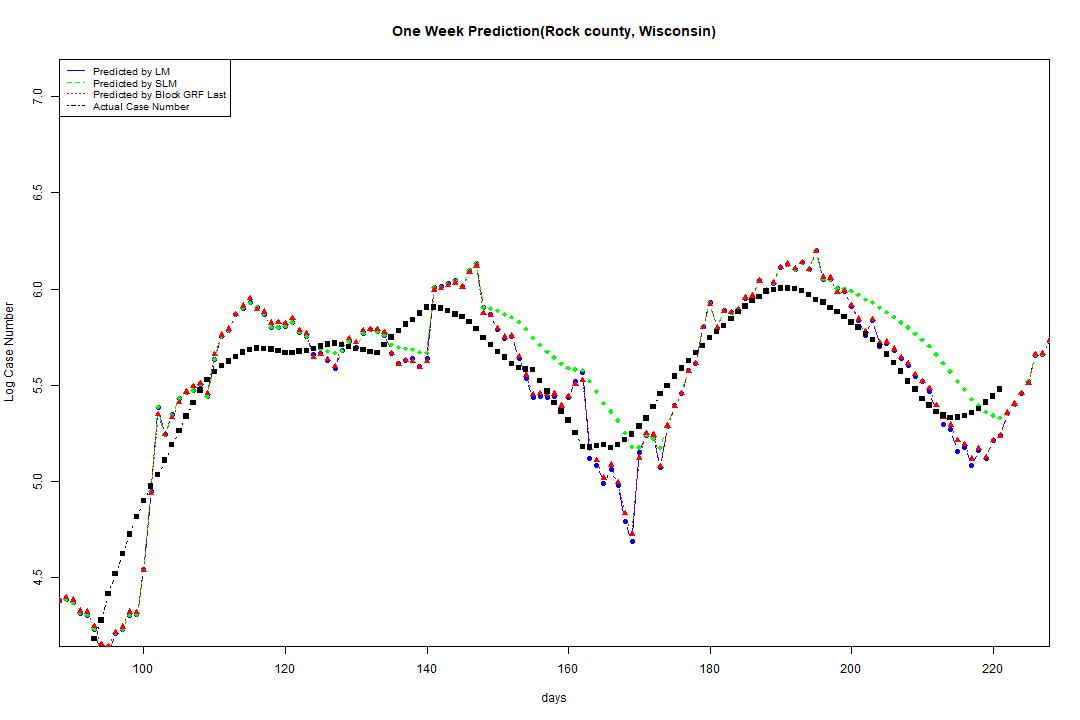 One Week Prediction(Rock county, Wisconsin)
Predicted by LM
Predicted by SLM
Predicted by Block GRF Last
Actual Case Number
7.0
6.5
6.0
5.5
5.0
4.5
Log Case Number
100 120 140 160 180 200 220
days